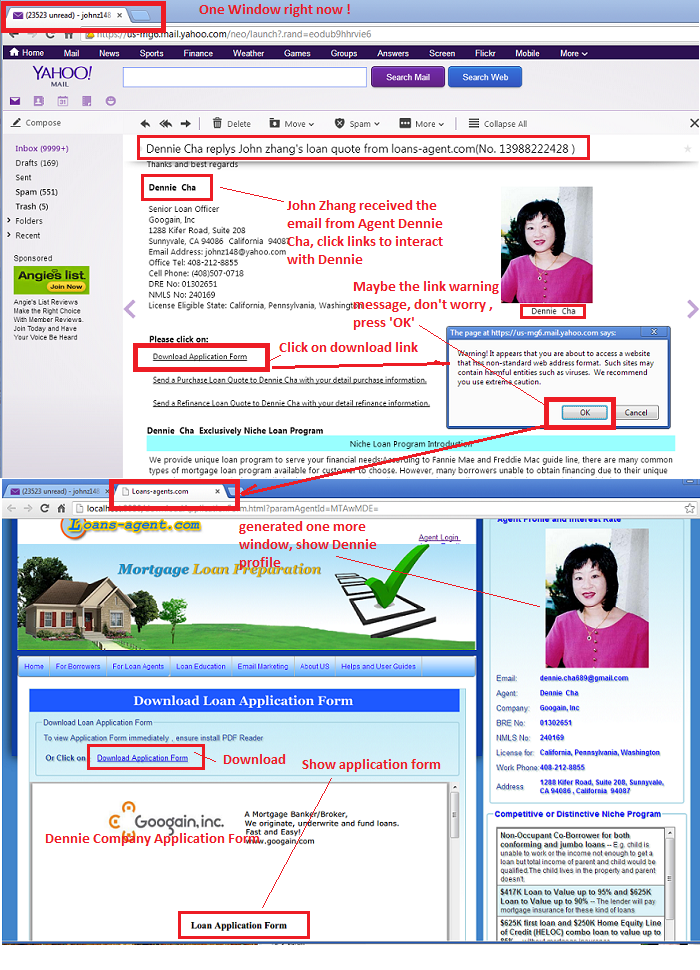 (23523 unread) - johnz148
One Window right now !
https://us-mg6.mail.yahoo.com/neo/launch?.rand=eodub9hhrvie6
Home Mail News Sports Finance Weather Games Groups Answers Screen Flickr Mobile More
YAHOO!
MAIL
Search Mail Search Web
Compose
Delete Move Spam More Collapse All
Inbox (9999+)
Drafts (169)
Sent
Spam (551)
Trash (5)
Folders
Recent
Sponsored
Angie's list
Join Now
Angie's List Reviews
Make the Right Choice
With Member Reviews.
Join Today and Have
Your Voice Be Heard
Dennie Cha replys John zhang's loan quote from loans-agent.com(No. 13988222428 )
Thanks and best regards
Dennie Cha
Senior Loan Officer
Googain, Inc
1288 Kifer Road, Suite 208
Sunnyvale, CA 94086 California 94087
Email Address: johnz148@yahoo.com
Office Tel: 408-212-8855
Cell Phone: (408)507-0718
DRE No: 01302651
NMLS No: 240169
License Eligible State: California, Pennsylvania, Washington
John Zhang received the
email from Agent Dennie
Cha, click links to interact
with Dennie
Dennie Cha
Maybe the link warning
message, don't worry ,
press 'OK'
Please click on:
Download Application Form
Click on download link
Send a Purchase Loan Quote to Dennie Cha with your detail purchase information.
Send a Refinance Loan Quote to Dennie Cha with your detail refinance information.
The page at https://us-mg6.mail.yahoo.com says:
Warning! It appears that you are about to access a website
that has non-standard web address format. Such sites may
contain harmful entities such as viruses. We recommend
you use extreme caution.
OK Cancel
Dennie Cha Exclusively Niche Loan Program
Niche Loan Program Introduction
We provide unique loan program to serve your financial needs:According to Fannie Mae and Freddie Mac guide line, there are many common
types of mortgage loan program available for customer to choose. However, many borrowers unable to obtain financing due to their unique
(23523 unread) - johnz148
Loans-agents.com
Loans-agent.com
generated one more
window, show Dennie
profile
Agent Login
Mortgage Loan Preparation
Home For Borrowers For Loan Agents Loan Education Email Marketing About US Helps and User Guides
Download Loan Application Form
Download Loan Application Form
To view Application Form immediately , ensure install PDF Reader
Or Click on Download Application Form
Download
Show application form
Googain, inc.
A Mortgage Banker/Broker,
We originate, underwrite and fund loans.
Fast and Easy!
www.googain.com
Dennie Company Application Form
Loan Application Form
Agent Profile and Interest Rate
Email: dennie.cha689@gmail.com
Agent: Dennie Cha
Company: Googain, Inc
BRE No: 01302651
NMLS No: 240169
License for: California, Pennsylvania, Washington
Work Phone: 408-212-8855
Address 1288 Kifer Road, Suite 208, Sunnyvale,
CA 94086 , California 94087
Competitive or Distinctive Niche Program
Non-Occupant Co-Borrower for both
conforming and jumbo loans -- E.g. child is
unable to work or the income not enough to get a
loan but total income of parent and child would be
qualified.The child lives in the property and parent
doesn't.
$417K Loan to Value up to 95% and $625K
Loan to Value up to 90% -- The lender will pay
mortgage insurance for these kind of loans
$625K first loan and $250K Home Equity Line
of Credit (HELOC) combo loan to value up to